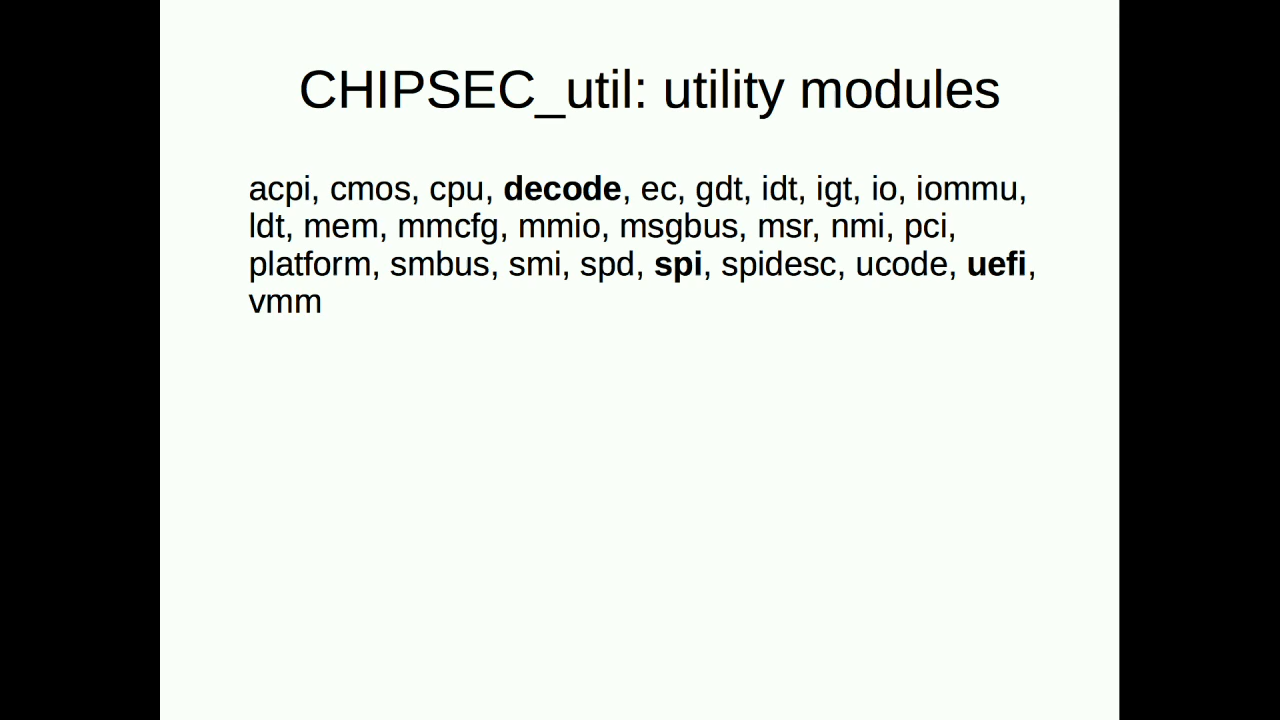 CHIPSEC_util: utility modules
acpi, cmos, cpu, decode, ec, gdt, idt, igt, io, iommu,
ldt, mem, mmcfg, mmio, msgbus, msr, nmi, pci,
platform, smbus, smi, spd, spi, spidesc, ucode, uefi,
vmm